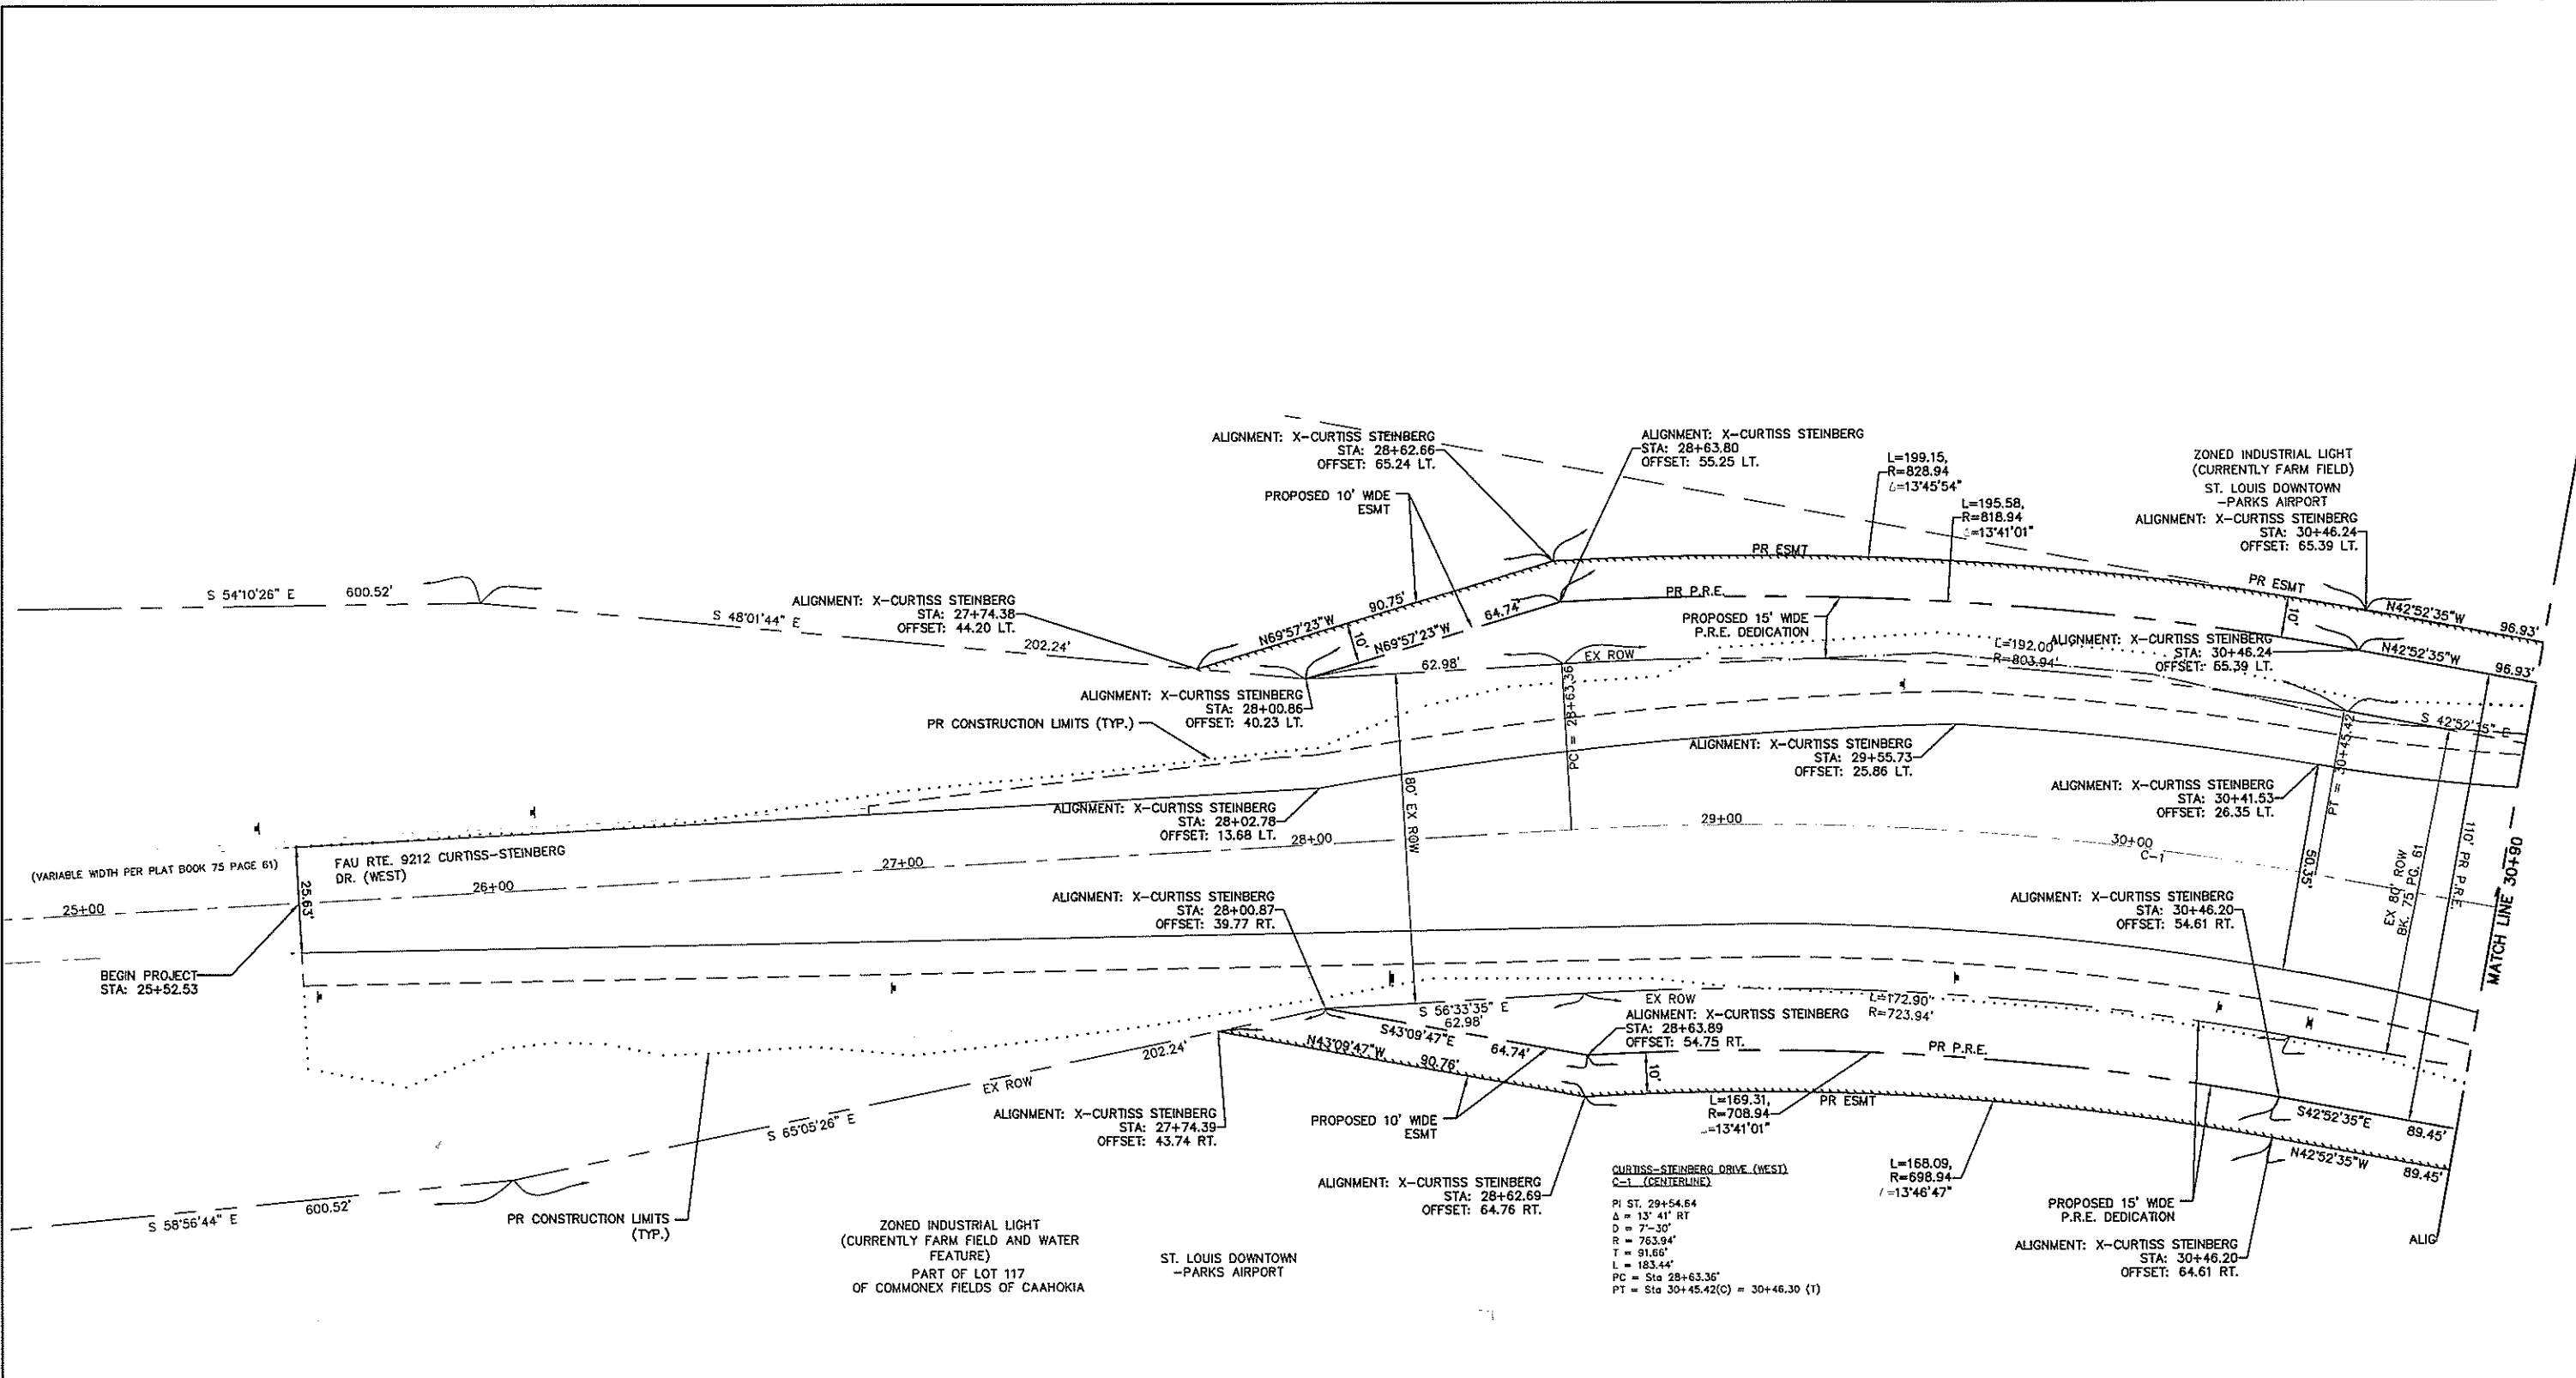 ALIGNMENT: X-CURTISS STEINBERG
STA: 28+62.66
OFFSET: 65.24 LT.
ALIGNMENT: X-CURTISS STEINBERG
STA: 28+63.80
OFFSET: 55.25 LT.
L=199.15,
R=828.94
Δ=13°45'54"
L=195.58,
R=818.94
=13°41'01"
ZONED INDUSTRIAL LIGHT
(CURRENTLY FARM FIELD)
ST. LOUIS DOWNTOWN
-PARKS AIRPORT
ALIGNMENT: X-CURTISS STEINBERG
STA: 30+46.24
OFFSET: 65.39 LT.
PROPOSED 10' WIDE
ESMT
PR ESMT
PR ESMT
S 54°10'26" E 600.52'
S 48°01'44" E
202.24'
ALIGNMENT: X-CURTISS STEINBERG
STA: 27+74.38
OFFSET: 44.20 LT.
N69°57'23"W
90.75'
10'
N69°57'23"W
64.74'
62.98'
PR P.R.E.
PROPOSED 15' WIDE
P.R.E. DEDICATION
EX ROW
10'
N42°52'35"W
96.93'
L=192.00'
R=803.94'
ALIGNMENT: X-CURTISS STEINBERG
STA: 30+46.24
OFFSET: 65.39 LT.
N42°52'35"W
96.93'
S 42°52'15" E
ALIGNMENT: X-CURTISS STEINBERG
STA: 28+00.86
OFFSET: 40.23 LT.
PR CONSTRUCTION LIMITS (TYP.)
PC = 28+63.36
ALIGNMENT: X-CURTISS STEINBERG
STA: 29+55.73
OFFSET: 25.86 LT.
PT = 30+45.42
ALIGNMENT: X-CURTISS STEINBERG
STA: 30+41.53
OFFSET: 26.35 LT.
ALIGNMENT: X-CURTISS STEINBERG
STA: 28+02.78
OFFSET: 13.68 LT.
80' EX ROW
(VARIABLE WIDTH PER PLAT BOOK 75 PAGE 61)
FAU RTE. 9212 CURTISS-STEINBERG
DR. (WEST)
25.63'
25+00
26+00
27+00
28+00
29+00
30+00
C-1
50.35'
EX 80' ROW
BK. 75 PG. 61
110' PR P.R.E.
MATCH LINE 30+90
BEGIN PROJECT
STA: 25+52.53
ALIGNMENT: X-CURTISS STEINBERG
STA: 28+00.87
OFFSET: 39.77 RT.
ALIGNMENT: X-CURTISS STEINBERG
STA: 30+46.20
OFFSET: 54.61 RT.
S 56°33'35" E
62.98'
EX ROW
L=172.90'
R=723.94'
ALIGNMENT: X-CURTISS STEINBERG
STA: 28+63.89
OFFSET: 54.75 RT.
S43°09'47"E
64.74'
N43°09'47"W
90.76'
10'
PR P.R.E.
202.24'
EX ROW
S 65°05'26" E
ALIGNMENT: X-CURTISS STEINBERG
STA: 27+74.39
OFFSET: 43.74 RT.
PROPOSED 10' WIDE
ESMT
L=169.31,
R=708.94
=13°41'01"
PR ESMT
S42°52'35"E
89.45'
N42°52'35"W
89.45'
S 58°56'44" E
600.52'
PR CONSTRUCTION LIMITS
(TYP.)
ZONED INDUSTRIAL LIGHT
(CURRENTLY FARM FIELD AND WATER
FEATURE)
PART OF LOT 117
OF COMMONEX FIELDS OF CAAHOKIA
ST. LOUIS DOWNTOWN
-PARKS AIRPORT
ALIGNMENT: X-CURTISS STEINBERG
STA: 28+62.69
OFFSET: 64.76 RT.
CURTISS-STEINBERG DRIVE (WEST)
C-1 (CENTERLINE)
PI ST. 29+54.64
Δ = 13° 41' RT
D = 7°-30'
R = 763.94'
T = 91.66'
L = 183.44'
PC = Sta 28+63.36'
PT = Sta 30+45.42(C) = 30+46.30 (T)
L=168.09,
R=698.94
=13°46'47"
PROPOSED 15' WIDE
P.R.E. DEDICATION
ALIGNMENT: X-CURTISS STEINBERG
STA: 30+46.20
OFFSET: 64.61 RT.
ALIG